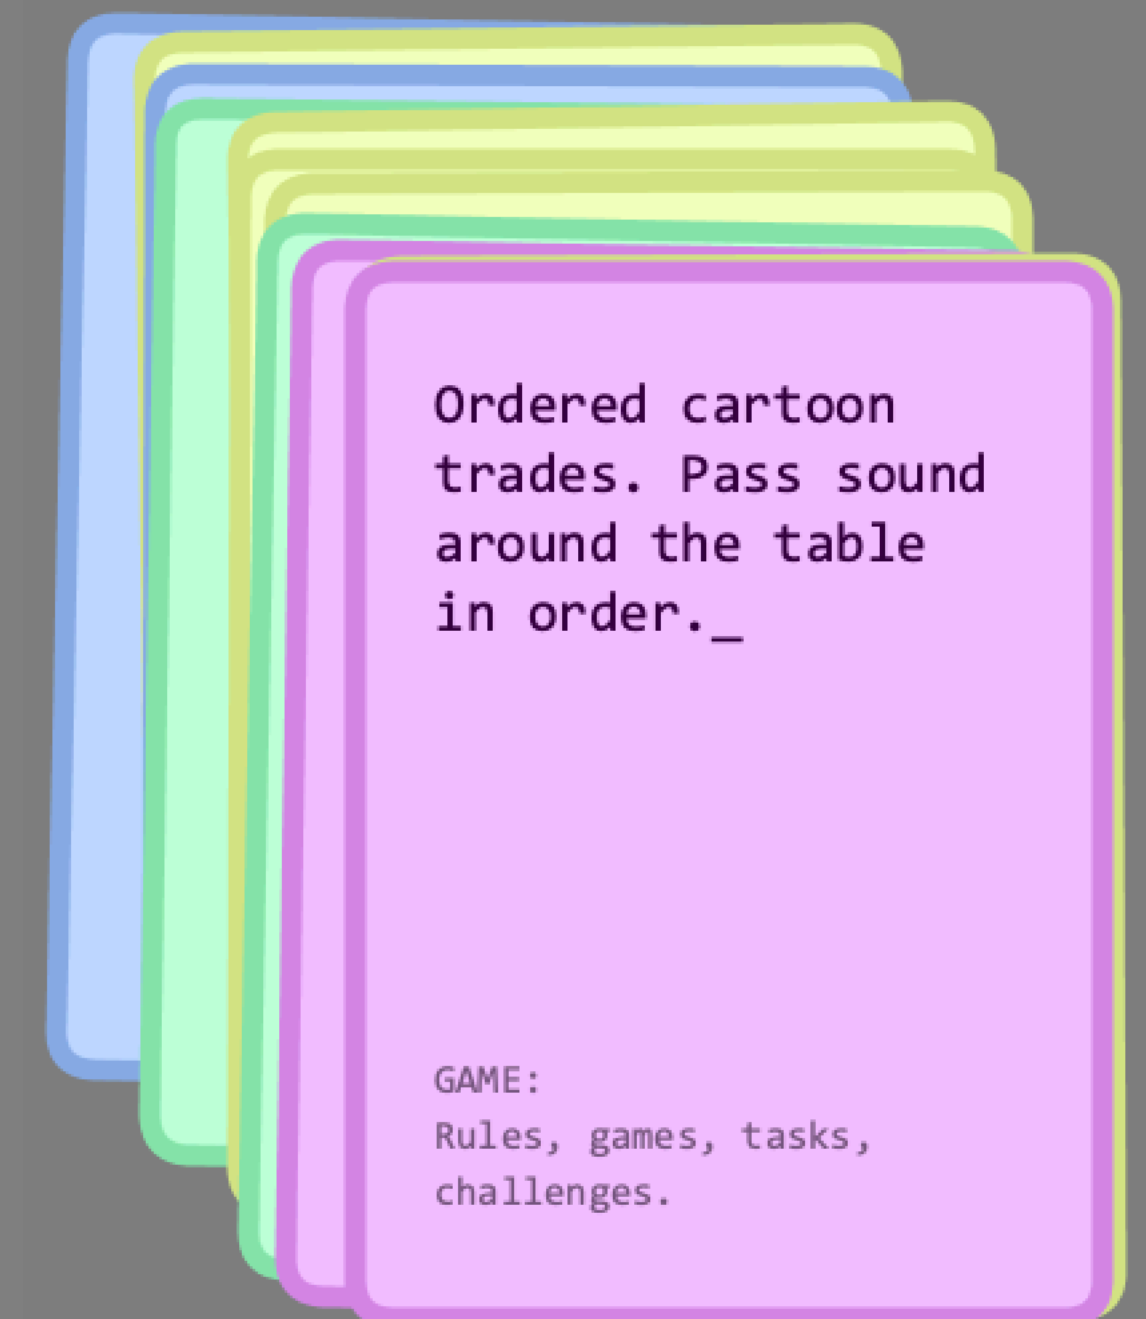 Ordered cartoon
trades. Pass sound
around the table
in order._
GAME:
Rules, games, tasks,
challenges.